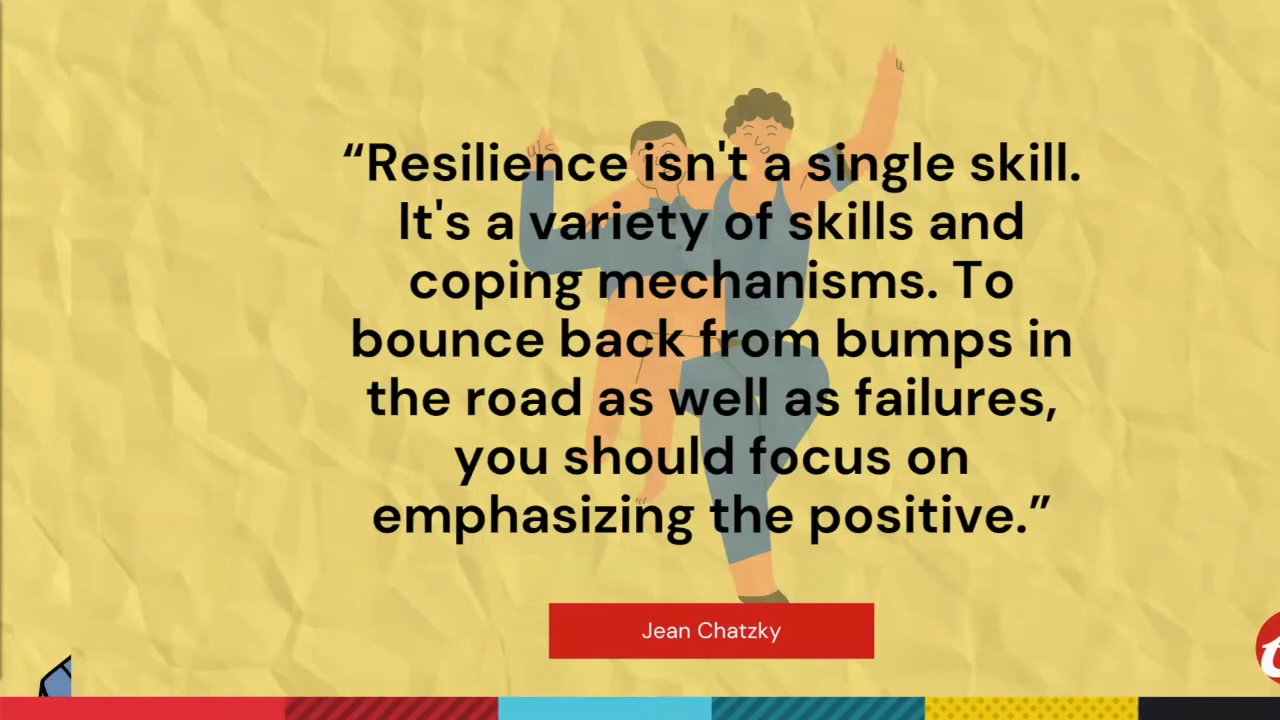 “Resilience isn't a single skill.
It's a variety of skills and
coping mechanisms. To
bounce back from bumps in
the road as well as failures,
you should focus on
emphasizing the positive.”
Jean Chatzky